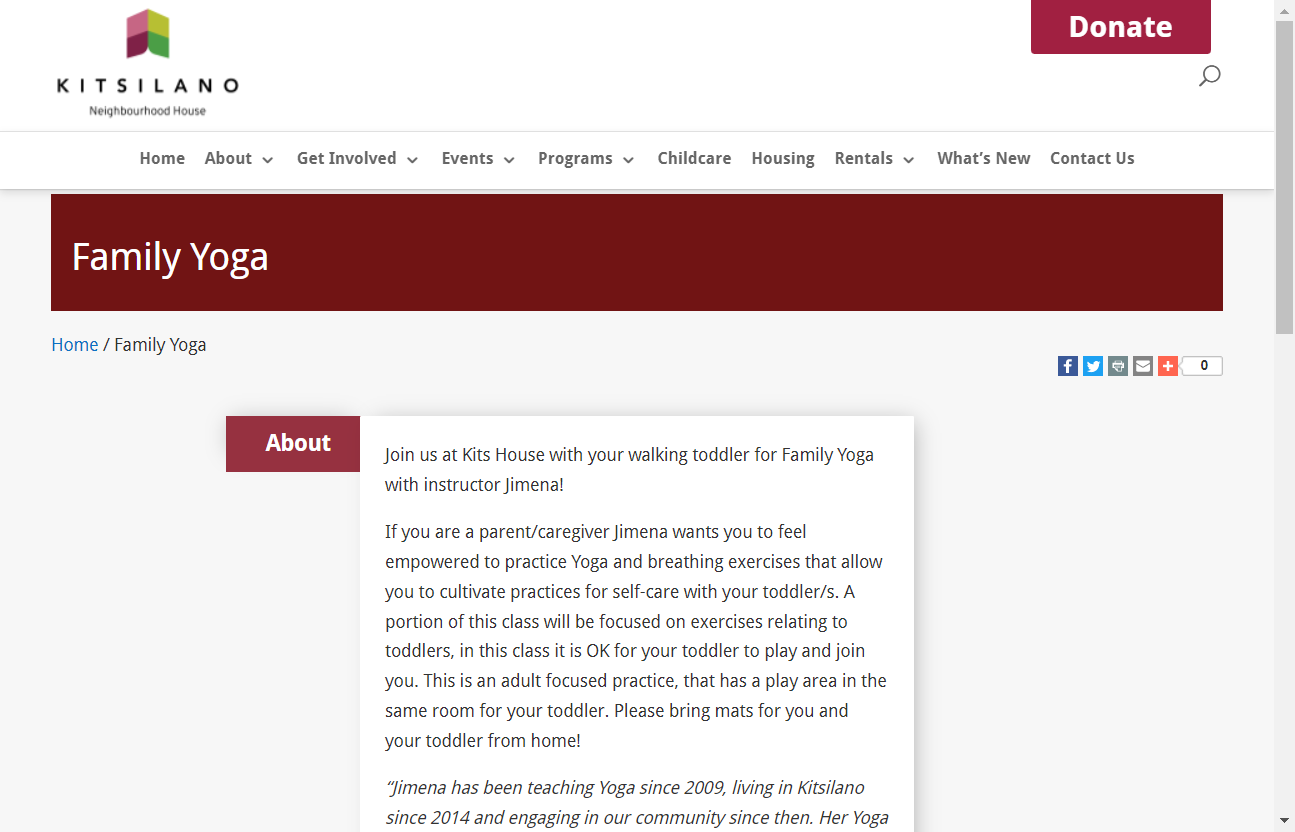 Donate
KITSILANO
Neighbourhood House
Home About Get Involved Events Programs Childcare Housing Rentals What's New Contact Us
Family Yoga
Home / Family Yoga
0
About
Join us at Kits House with your walking toddler for Family Yoga
with instructor Jimena!
If you are a parent/caregiver Jimena wants you to feel
empowered to practice Yoga and breathing exercises that allow
you to cultivate practices for self-care with your toddler/s. A
portion of this class will be focused on exercises relating to
toddlers, in this class it is OK for your toddler to play and join
you. This is an adult focused practice, that has a play area in the
same room for your toddler. Please bring mats for you and
your toddler from home!
“Jimena has been teaching Yoga since 2009, living in Kitsilano
since 2014 and engaging in our community since then. Her Yoga